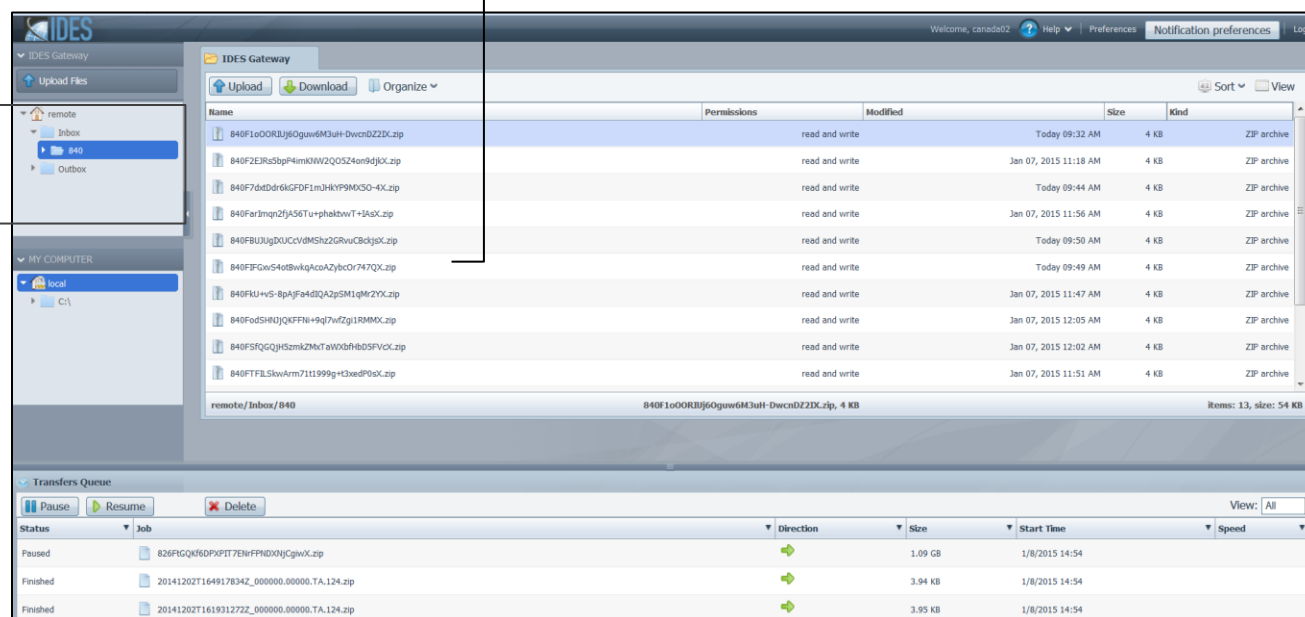 IDES
Welcome, canada02 ? Help | Preferences Notification preferences
IDES Gateway
Upload Files
remote
Inbox
840
Outbox
MY COMPUTER
local
C:\
IDES Gateway
Upload Download Organize Sort View
Name Permissions Modified Size Kind
read and write Today 09:32 AM 4 KB ZIP archive
read and write Jan 07, 2015 11:18 AM 4 KB ZIP archive
840F7dxtDdr6kGFDF1mJHkYP9MXSO-4X.zip read and write Today 09:44 AM 4 KB ZIP archive
840FarImqn2fjA56Tu+phaktvwT+IAsX.zip read and write Jan 07, 2015 11:56 AM 4 KB ZIP archive
840FBUJUgIXUCcVdMShz2GRvuC8ckjsX.zip read and write Today 09:50 AM 4 KB ZIP archive
840FIFGxvS4otBwkqAcoAZybcOr747QX.zip read and write Today 09:49 AM 4 KB ZIP archive
840FkU+vS-8pAjFa4dIQA2pSM1qMr2YX.zip read and write Jan 07, 2015 11:47 AM 4 KB ZIP archive
840FodSHNJjQKFFNi+9ql7wfZgi1RMMX.zip read and write Jan 07, 2015 12:05 AM 4 KB ZIP archive
840FSfQGQjH5zmkZMxTaWXbfHbD5FVcX.zip read and write Jan 07, 2015 12:02 AM 4 KB ZIP archive
840FTFILSkwArm71t1999g+t3xedP0sX.zip read and write Jan 07, 2015 11:51 AM 4 KB ZIP archive
remote/Inbox/840 4 KB items: 13, size: 54 KB
Transfers Queue
Pause Resume Delete View: All
Status Job Direction Size Start Time Speed
Paused 826FtGQKf6DPXPIT7ENrFPNDXNjCgiwX.zip 1.09 GB 1/8/2015 14:54
Finished 20141202T164917834Z_000000.00000.TA.124.zip 3.94 KB 1/8/2015 14:54
Finished 20141202T161931272Z_000000.00000.TA.124.zip 3.95 KB 1/8/2015 14:54